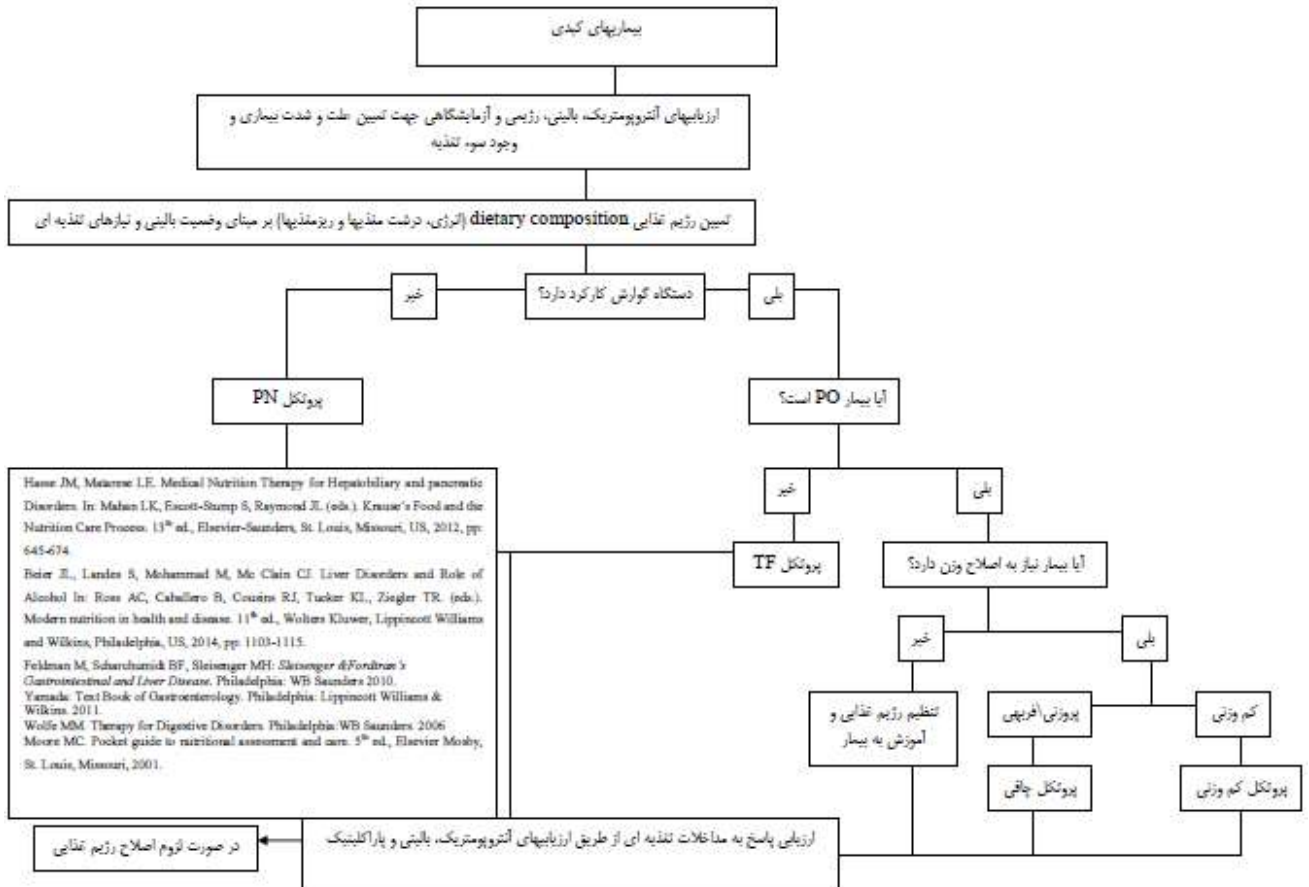 بیماریهای کبدی
ارزیابیهای آنتروپومتریک، بالینی، رژیمی و آزمایشگاهی جهت تعیین علت و شدت بیماری و
وجود سوء تغذیه
تعیین رژیم غذایی dietary composition (انرژی، درشت مغذیها و ریزمغذیها) بر مبنای وضعیت بالینی و نیازهای تغذیه ای
دستگاه گوارش کارکرد دارد؟
بلی
خیر
آیا بیمار PO است؟
پروتکل PN
بلی
خیر
آیا بیمار نیاز به اصلاح وزن دارد؟
پروتکل TF
بلی
خیر
کم وزنی
پروزنی\فربهی
تنظیم رژیم غذایی و
آموزش به بیمار
پروتکل کم وزنی
پروتکل چاقی
Hasse JM, Matarese LE. Medical Nutrition Therapy for Hepatobiliary and pancreatic
Disorders. In: Mahan LK, Escott-Stump S, Raymond JL (eds.). Krause's Food and the
Nutrition Care Process. 13th ed., Elsevier-Saunders, St. Louis, Missouri, US, 2012, pp:
645-674.
Beier JL, Landes S, Mohammad M, Mc Clain CJ. Liver Disorders and Role of
Alcohol In: Ross AC, Caballero B, Cousins RJ, Tucker KL, Ziegler TR. (eds.).
Modern nutrition in health and disease. 11th ed., Wolters Kluwer, Lippincott Williams
and Wilkins, Philadelphia, US, 2014, pp: 1103-1115.
Feldman M, Scharchumidt BF, Sleisenger MH: Sleisenger &Fordtran's
Gastrointestinal and Liver Disease. Philadelphia: WB Saunders 2010.
Yamada: Text Book of Gastroenterology. Philadelphia: Lippincott Williams &
Wilkins. 2011.
Wolfe MM. Therapy for Digestive Disorders. Philadelphia:WB Saunders. 2006
Moore MC. Pocket guide to nutritional assessment and care. 5th ed., Elsevier Mosby,
St. Louis, Missouri, 2001.
ارزیابی پاسخ به مداخلات تغذیه ای از طریق ارزیابیهای آنتروپومتریک، بالینی و پاراکلینیک
در صورت لزوم اصلاح رژیم غذایی